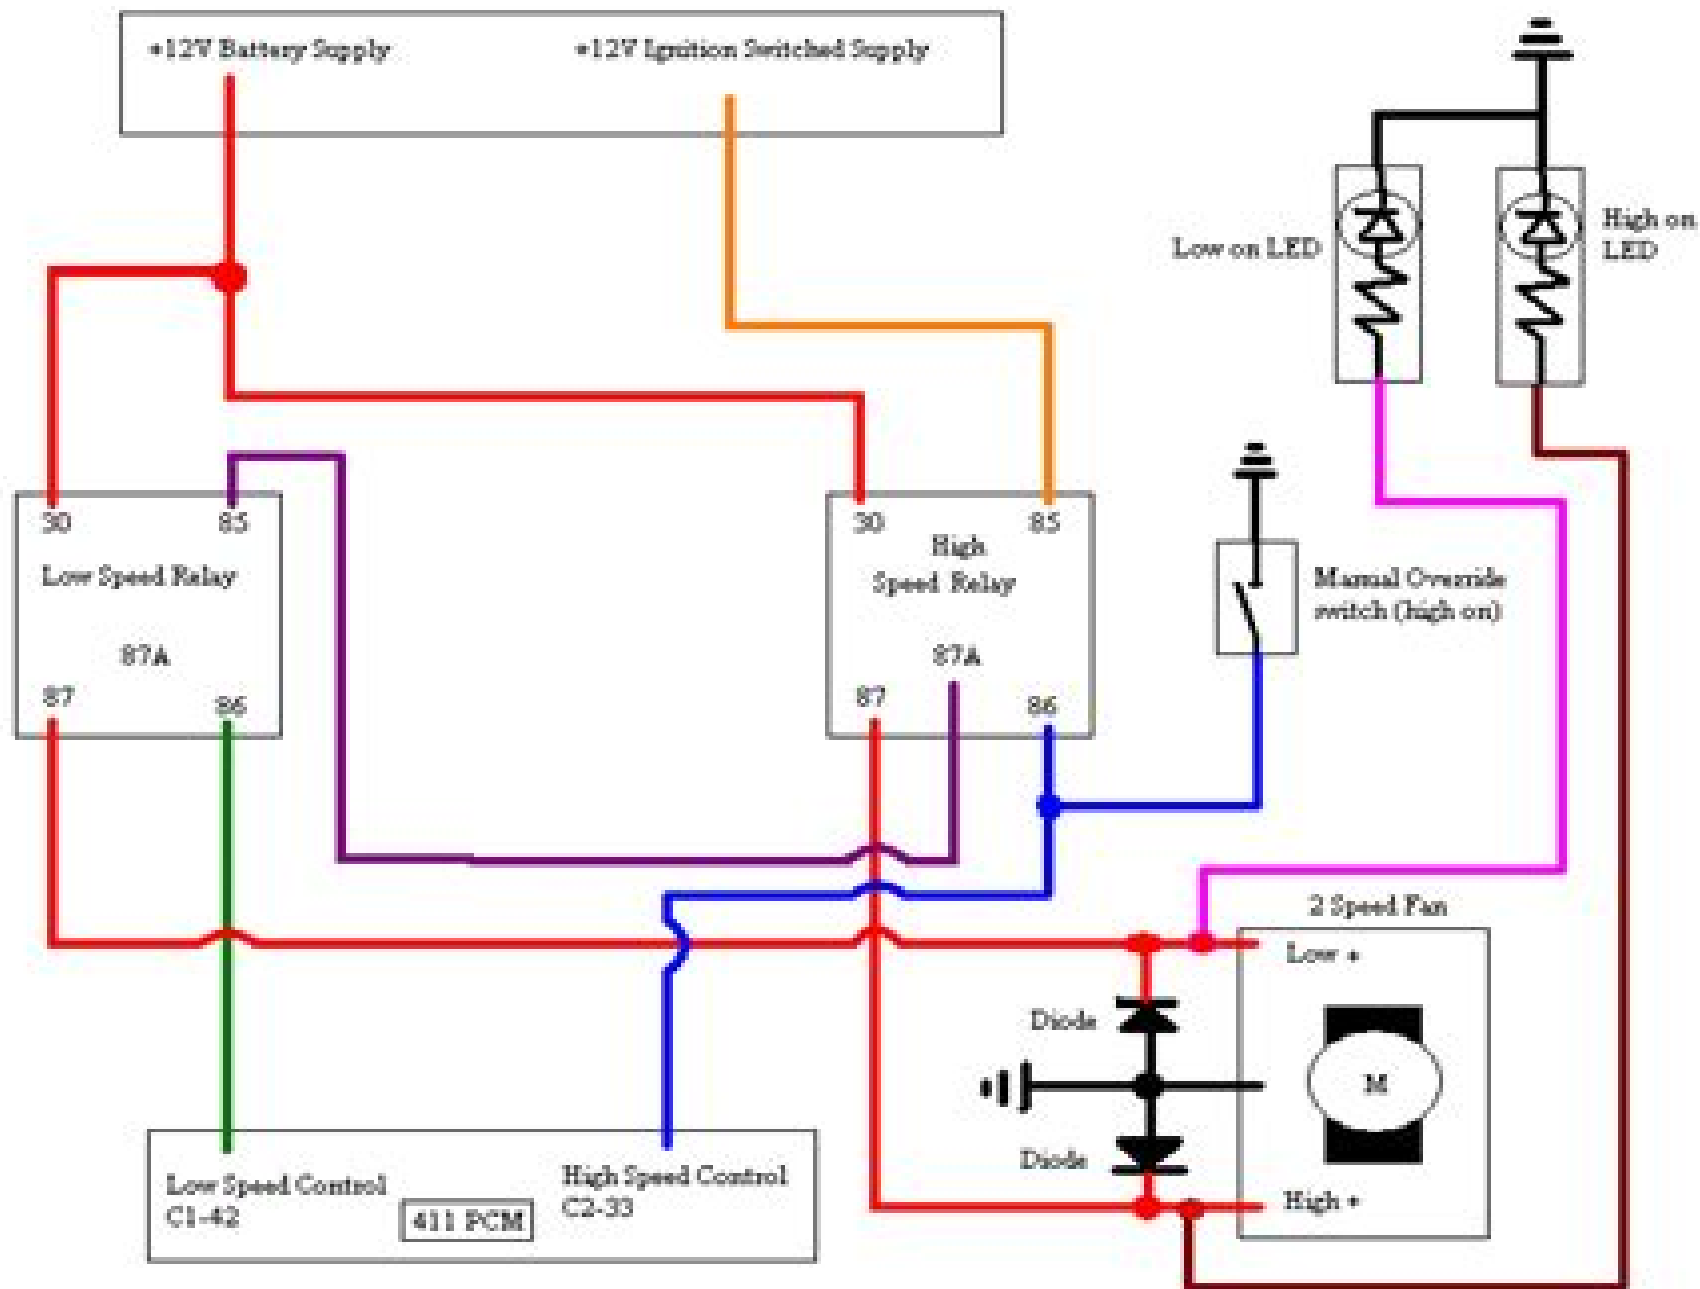 +12V Battery Supply
+12V Ignition Switched Supply
Low on LED
High on
LED
30
85
Low Speed Relay
87A
87
86
30
85
High
Speed Relay
87A
87
86
Manual Override
switch (high on)
2 Speed Fan
Low +
Diode
M
Diode
High +
Low Speed Control
C1-42
411 PCM
High Speed Control
C2-33